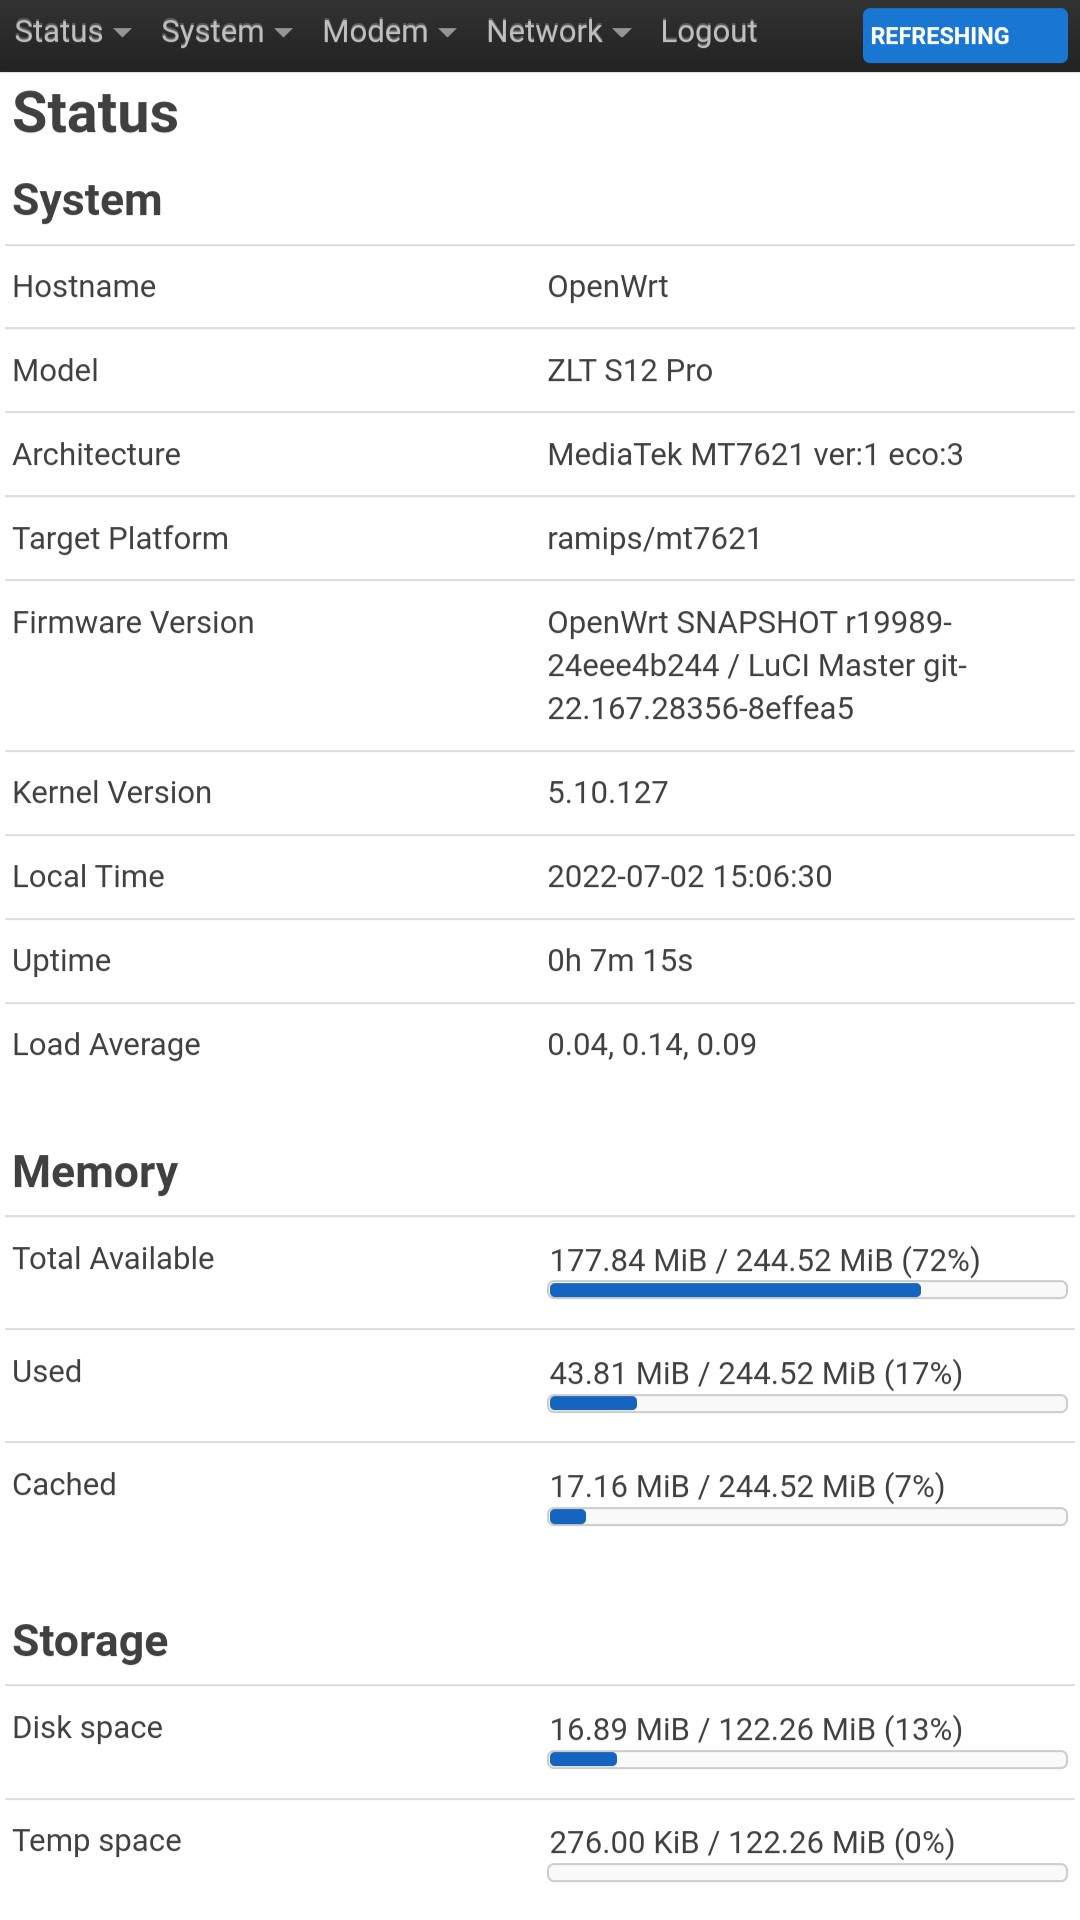 Status System Modem Network Logout REFRESHING
Status
System
Hostname OpenWrt
Model ZLT S12 Pro
Architecture MediaTek MT7621 ver:1 eco:3
Target Platform ramips/mt7621
Firmware Version OpenWrt SNAPSHOT r19989-
24eee4b244 / LuCI Master git-
22.167.28356-8effea5
Kernel Version 5.10.127
Local Time 2022-07-02 15:06:30
Uptime 0h 7m 15s
Load Average 0.04, 0.14, 0.09
Memory
Total Available 177.84 MiB / 244.52 MiB (72%)
Used 43.81 MiB / 244.52 MiB (17%)
Cached 17.16 MiB / 244.52 MiB (7%)
Storage
Disk space 16.89 MiB / 122.26 MiB (13%)
Temp space 276.00 KiB / 122.26 MiB (0%)